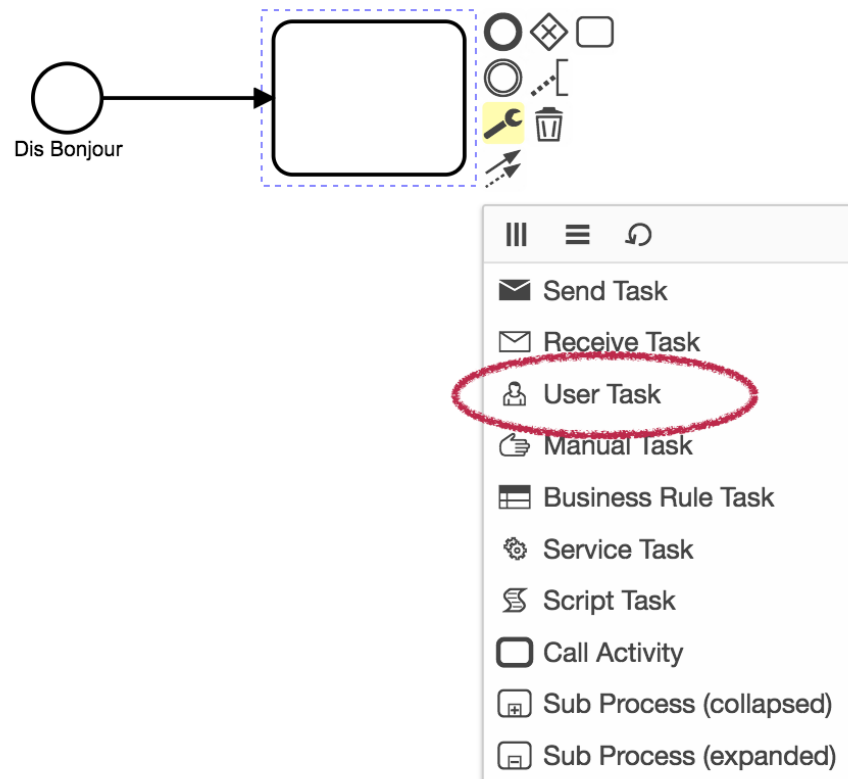 Dis Bonjour
Send Task
Receive Task
User Task
Manual Task
Business Rule Task
Service Task
Script Task
Call Activity
Sub Process (collapsed)
Sub Process (expanded)